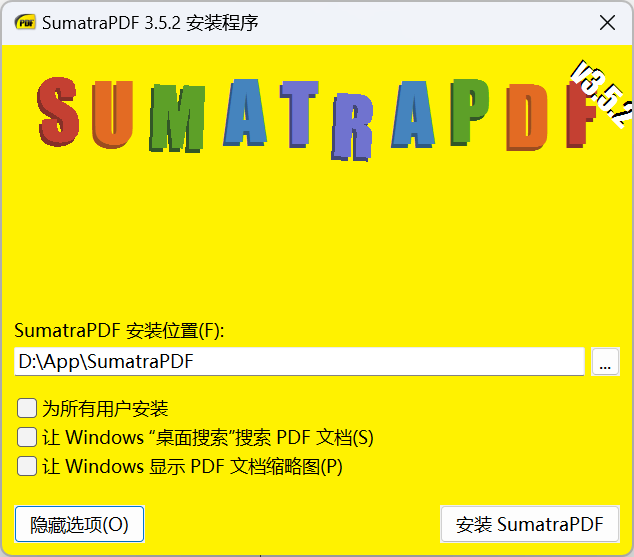 SumatraPDF 3.5.2 安装程序
SUMATRAPDF
v3.5.2
SumatraPDF 安装位置(F):
D:\App\SumatraPDF
...
为所有用户安装
让 Windows “桌面搜索”搜索 PDF 文档(S)
让 Windows 显示 PDF 文档缩略图(P)
隐藏选项(O)
安装 SumatraPDF